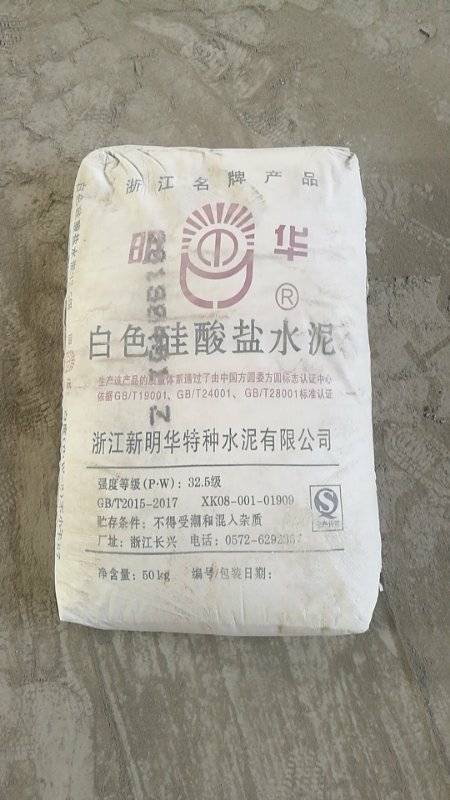 浙江名牌产品
明华
®
白色硅酸盐水泥
生产该产品的质量体系通过了由中国方圆委方圆标志认证中心
依据GB/T19001、GB/T24001、GB/T28001标准认证
浙江新明华特种水泥有限公司
强度等级(P·W): 32.5级
GB/T2015-2017 XK08-001-01909
贮存条件: 不得受潮和混入杂质
厂址: 浙江长兴 电话: 0572-6292
净含量: 50kg 编号/包装日期: